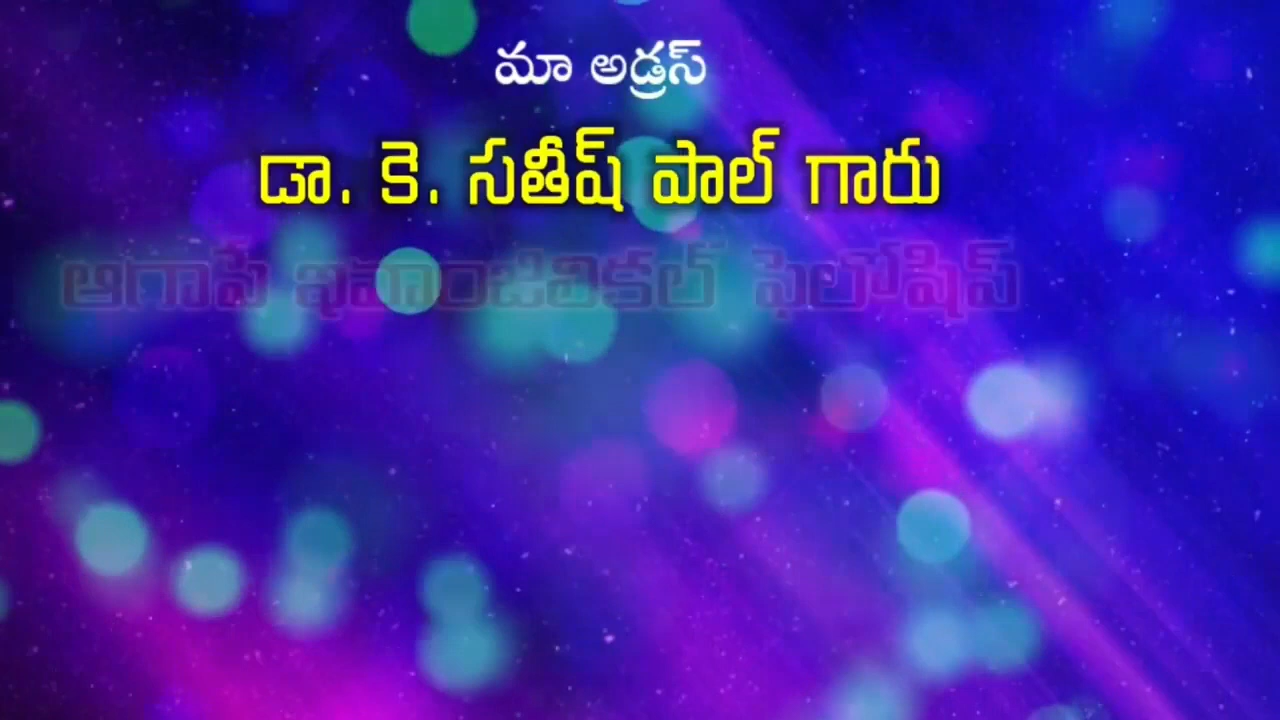 మా అడ్రస్
డా. కె. సతీష్ పాల్ గారు
ఆగాపే ఇవాంజిలికల్ ఫెలోషిప్